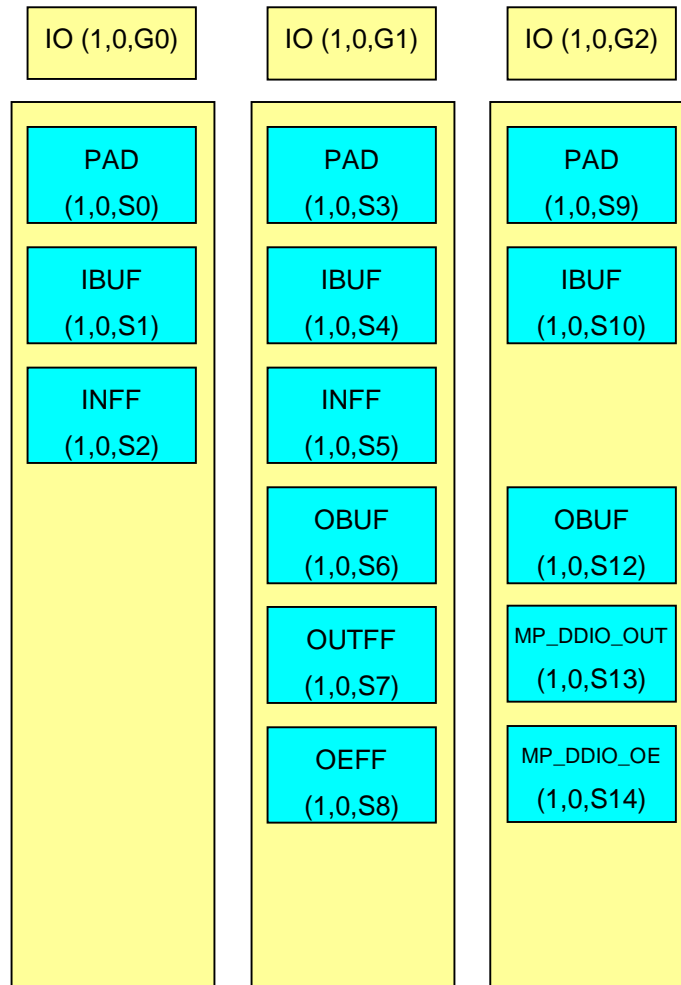 IO (1,0,G0)
IO (1,0,G1)
IO (1,0,G2)
PAD
(1,0,S0)
IBUF
(1,0,S1)
INFF
(1,0,S2)
PAD
(1,0,S3)
IBUF
(1,0,S4)
INFF
(1,0,S5)
OBUF
(1,0,S6)
OUTFF
(1,0,S7)
OEFF
(1,0,S8)
PAD
(1,0,S9)
IBUF
(1,0,S10)
OBUF
(1,0,S12)
MP_DDIO_OUT
(1,0,S13)
MP_DDIO_OE
(1,0,S14)